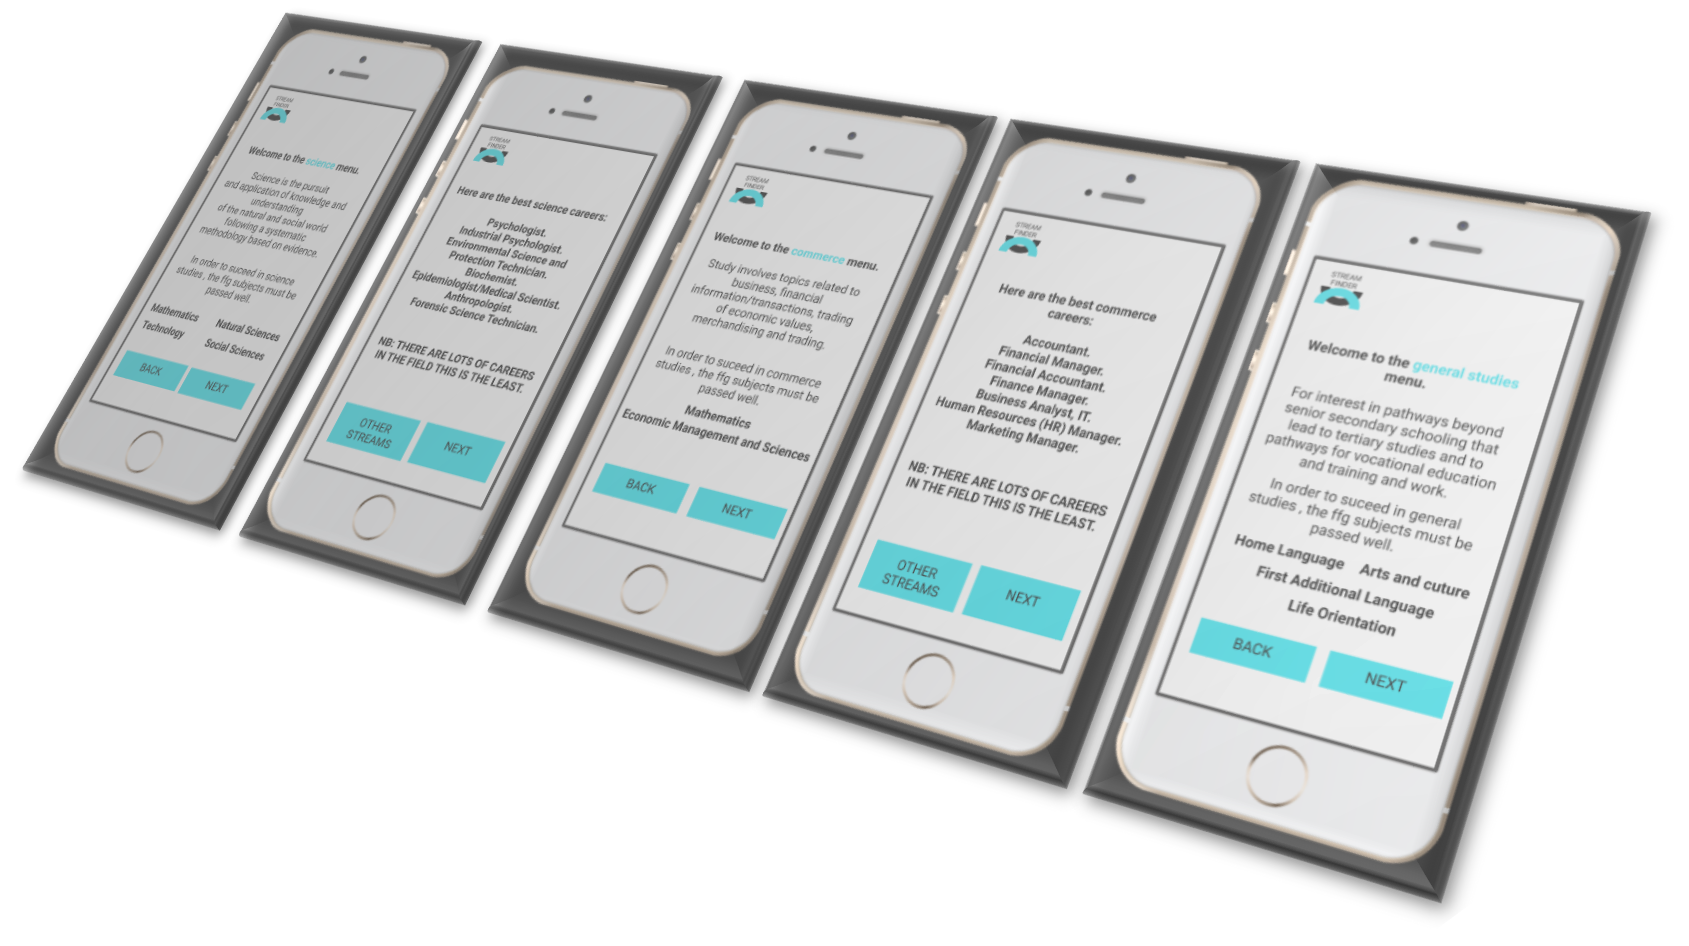 STREAM
FINDER
Welcome to the science menu.
Science is the pursuit
and application of knowledge and
understanding
of the natural and social world
following a systematic
methodology based on evidence.
In order to suceed in science
studies , the ffg subjects must be
passed well.
Mathematics Natural Sciences
Technology Social Sciences
BACK NEXT
STREAM
FINDER
Here are the best science careers:
Psychologist.
Industrial Psychologist.
Environmental Science and
Protection Technician.
Biochemist.
Epidemiologist/Medical Scientist.
Anthropologist.
Forensic Science Technician.
NB: THERE ARE LOTS OF CAREERS
IN THE FIELD THIS IS THE LEAST.
OTHER
STREAMS
NEXT
STREAM
FINDER
Welcome to the commerce menu.
Study involves topics related to
business, financial
information/transactions, trading
of economic values,
merchandising and trading.
In order to suceed in commerce
studies , the ffg subjects must be
passed well.
Mathematics
Economic Management and Sciences
BACK NEXT
STREAM
FINDER
Here are the best commerce
careers:
Accountant.
Financial Manager.
Financial Accountant.
Finance Manager.
Business Analyst, IT.
Human Resources (HR) Manager.
Marketing Manager.
NB: THERE ARE LOTS OF CAREERS
IN THE FIELD THIS IS THE LEAST.
OTHER
STREAMS
NEXT
STREAM
FINDER
Welcome to the general studies
menu.
For interest in pathways beyond
senior secondary schooling that
lead to tertiary studies and to
pathways for vocational education
and training and work.
In order to suceed in general
studies , the ffg subjects must be
passed well.
Home Language Arts and cuture
First Additional Language
Life Orientation
BACK NEXT